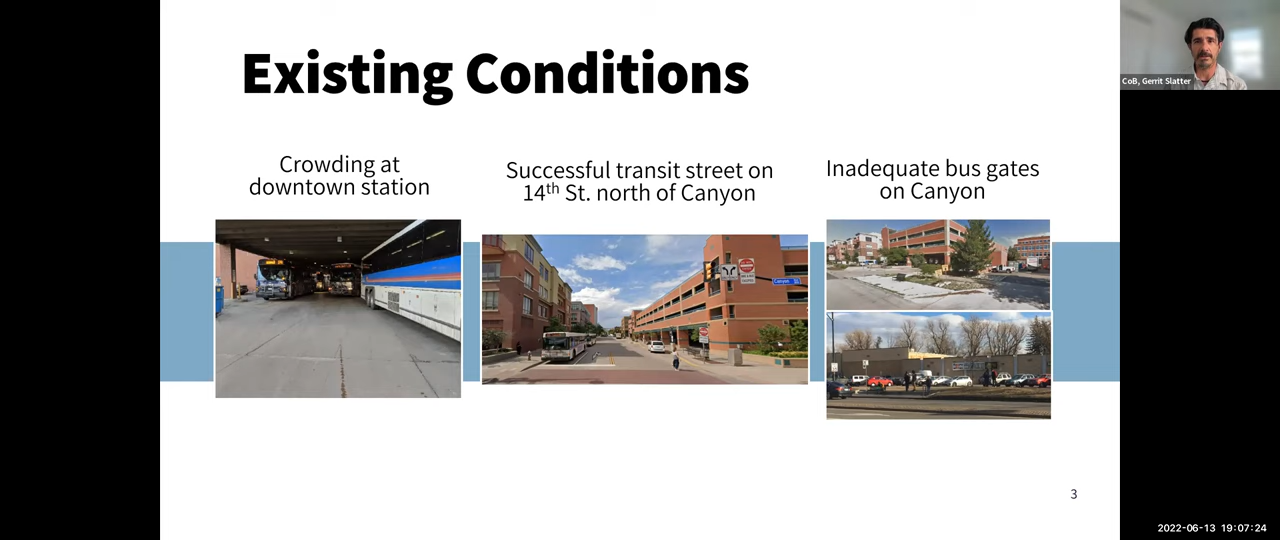 Existing Conditions
Crowding at
downtown station
Successful transit street on
14th St. north of Canyon
Inadequate bus gates
on Canyon
Canyon
3
CoB, Gerrit Slatter
2022-06-13 19:07:24